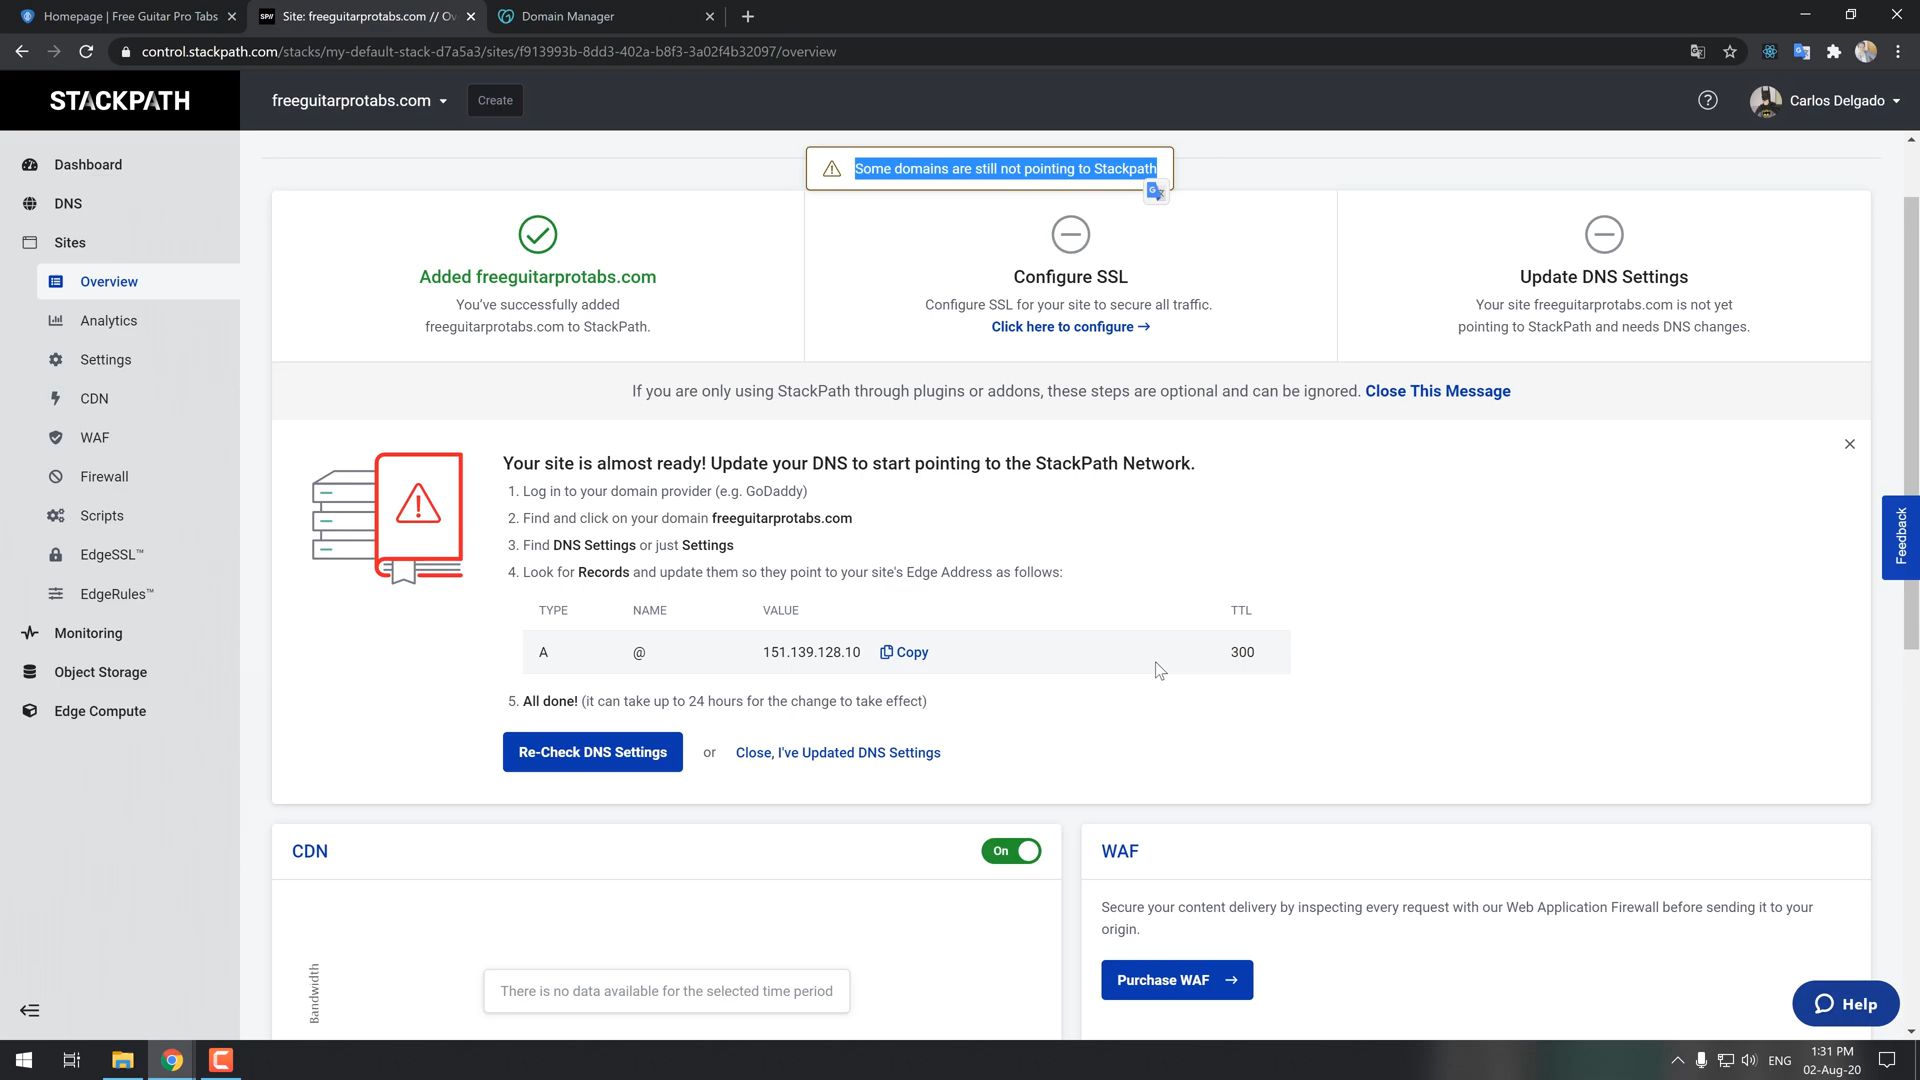 Homepage | Free Guitar Pro Tabs
Site: freeguitarprotabs.com // Ov
Domain Manager
control.stackpath.com/stacks/my-default-stack-d7a5a3/sites/f913993b-8dd3-402a-b8f3-3a02f4b32097/overview
STACKPATH
freeguitarprotabs.com
Create
Carlos Delgado
Dashboard
DNS
Sites
Overview
Analytics
Settings
CDN
WAF
Firewall
Scripts
EdgeSSL™
EdgeRules™
Monitoring
Object Storage
Edge Compute
Some domains are still not pointing to Stackpath
Added freeguitarprotabs.com
You've successfully added
freeguitarprotabs.com to StackPath.
Configure SSL
Configure SSL for your site to secure all traffic.
Click here to configure →
Update DNS Settings
Your site freeguitarprotabs.com is not yet
pointing to StackPath and needs DNS changes.
If you are only using StackPath through plugins or addons, these steps are optional and can be ignored. Close This Message
Your site is almost ready! Update your DNS to start pointing to the StackPath Network.
1. Log in to your domain provider (e.g. GoDaddy)
2. Find and click on your domain freeguitarprotabs.com
3. Find DNS Settings or just Settings
4. Look for Records and update them so they point to your site's Edge Address as follows:
TYPE NAME VALUE TTL
A @ 151.139.128.10 Copy 300
5. All done! (it can take up to 24 hours for the change to take effect)
Re-Check DNS Settings or Close, I've Updated DNS Settings
Feedback
CDN
On
Bandwidth
There is no data available for the selected time period
WAF
Secure your content delivery by inspecting every request with our Web Application Firewall before sending it to your
origin.
Purchase WAF →
Help
ENG
1:31 PM
02-Aug-20